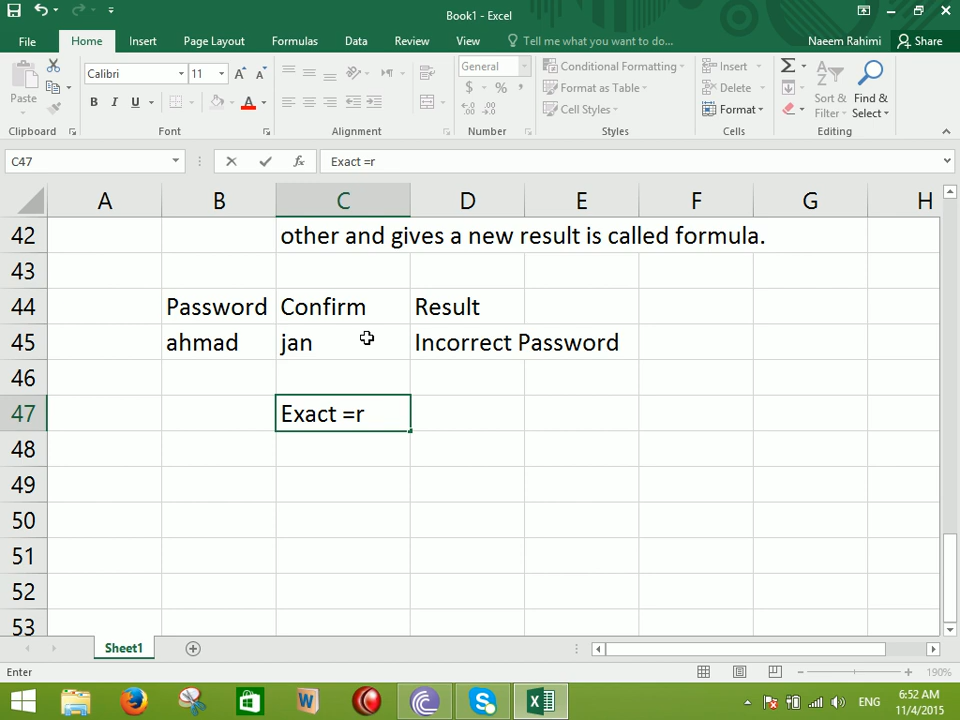 Book1 - Excel
File Home Insert Page Layout Formulas Data Review View Tell me what you want to do... Naeem Rahimi Share
Paste Calibri 11 General Conditional Formatting Insert
B I U A $ % , Format as Table Delete Sort & Find &
Cell Styles Format Filter Select
Clipboard Font Alignment Number Styles Cells Editing
C47 fx Exact =r
A B C D E F G H
42 other and gives a new result is called formula.
43
44 Password Confirm Result
45 ahmad jan Incorrect Password
46
47 Exact =r
48
49
50
51
52
53
Sheet1
Enter 190%
ENG 6:52 AM
11/4/2015